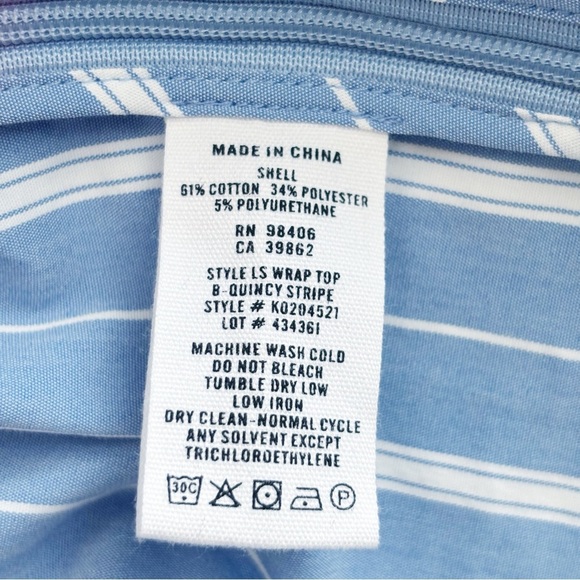 MADE IN CHINA
SHELL
61% COTTON 34% POLYESTER
5% POLYURETHANE
RN 98406
CA 39862
STYLE LS WRAP TOP
B-QUINCY STRIPE
STYLE # K0204521
LOT # 434361
MACHINE WASH COLD
DO NOT BLEACH
TUMBLE DRY LOW
LOW IRON
DRY CLEAN-NORMAL CYCLE
ANY SOLVENT EXCEPT
TRICHLOROETHYLENE
30C P